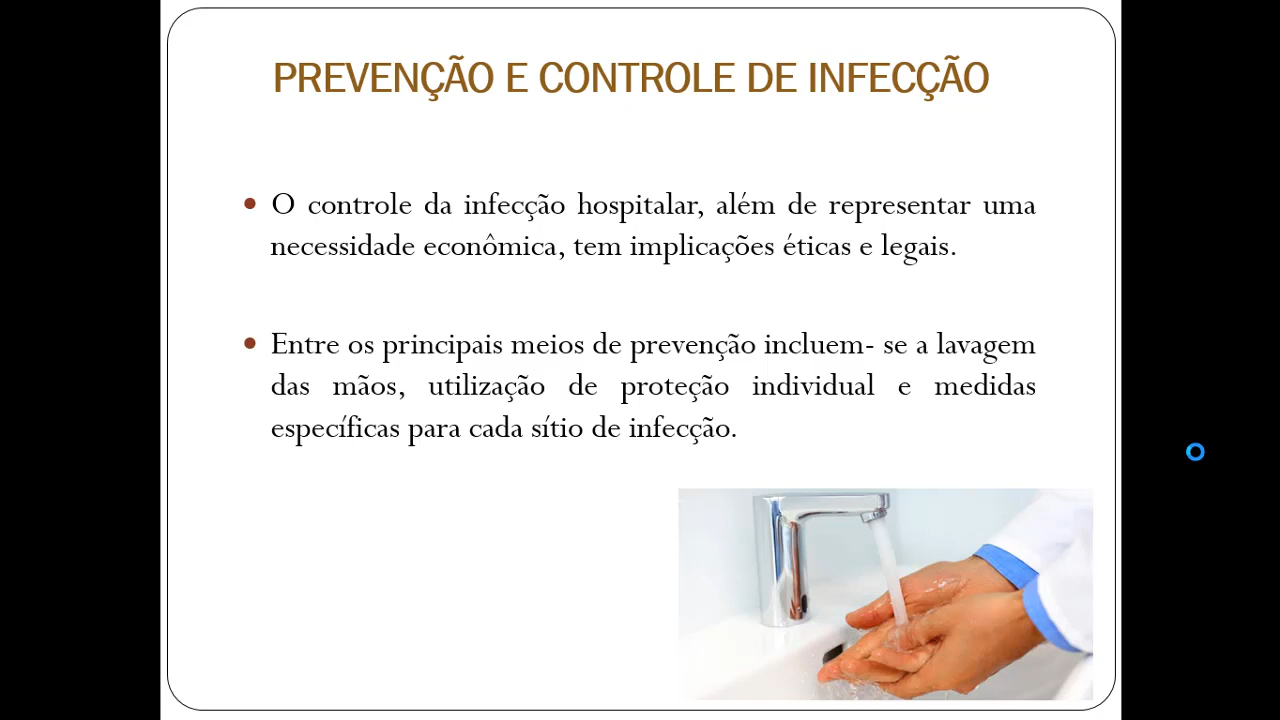 PREVENÇÃO E CONTROLE DE INFECÇÃO
• O controle da infecção hospitalar, além de representar uma
necessidade econômica, tem implicações éticas e legais.
• Entre os principais meios de prevenção incluem- se a lavagem
das mãos, utilização de proteção individual e medidas
específicas para cada sítio de infecção.